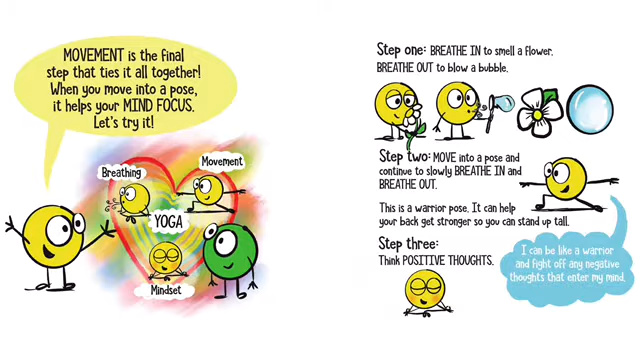 MOVEMENT is the final
step that ties it all together!
When you move into a pose,
it helps your MIND FOCUS.
Let's try it!
Breathing
Movement
YOGA
Mindset
Step one: BREATHE IN to smell a flower.
BREATHE OUT to blow a bubble.
Step two: MOVE into a pose and
continue to slowly BREATHE IN and
BREATHE OUT.
This is a warrior pose. It can help
your back get stronger so you can stand up tall.
Step three:
Think POSITIVE THOUGHTS.
I can be like a warrior
and fight off any negative
thoughts that enter my mind.